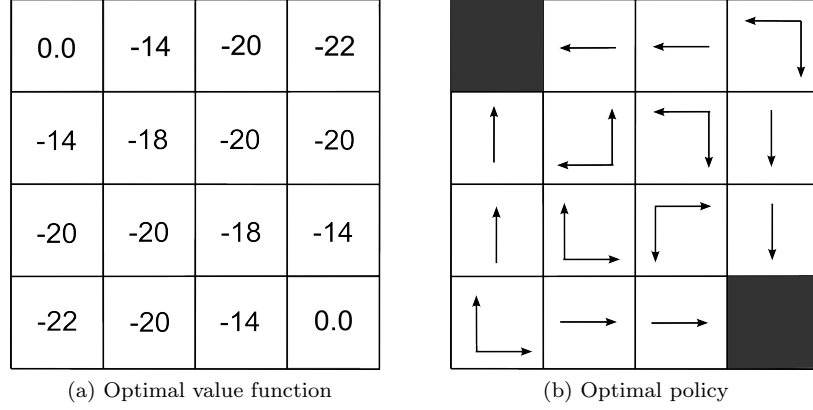 0.0 -14 -20 -22
-14 -18 -20 -20
-20 -20 -18 -14
-22 -20 -14 0.0
(a) Optimal value function
(b) Optimal policy